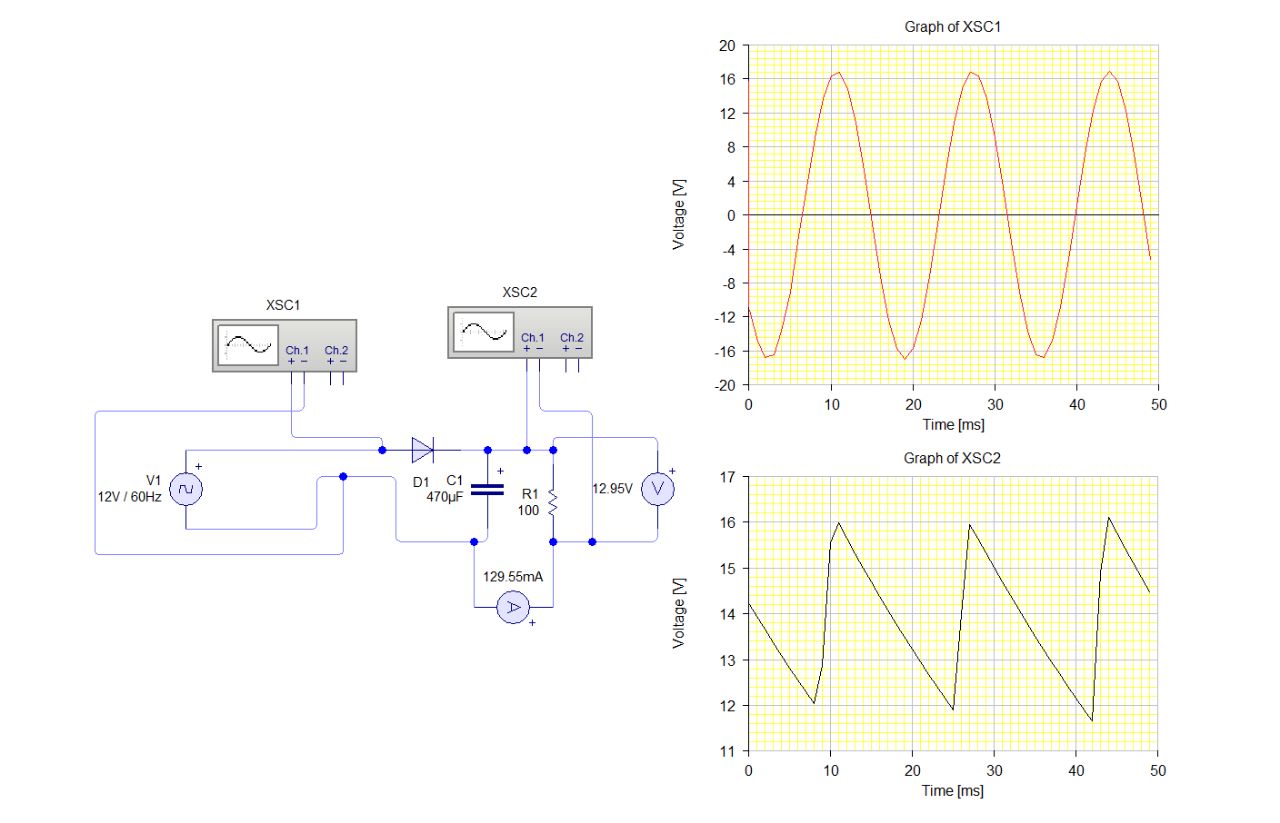 Graph of XSC1
Voltage [V]
20
16
12
8
4
0
-4
-8
-12
-16
-20
0 10 20 30 40 50
Time [ms]
XSC1
Ch.1 Ch.2
+ − + −
XSC2
Ch.1 Ch.2
+ − + −
V1
12V / 60Hz
+
D1
C1
470µF
+
R1
100
12.95V
V
+
129.55mA
A
+
Graph of XSC2
Voltage [V]
17
16
15
14
13
12
11
0 10 20 30 40 50
Time [ms]